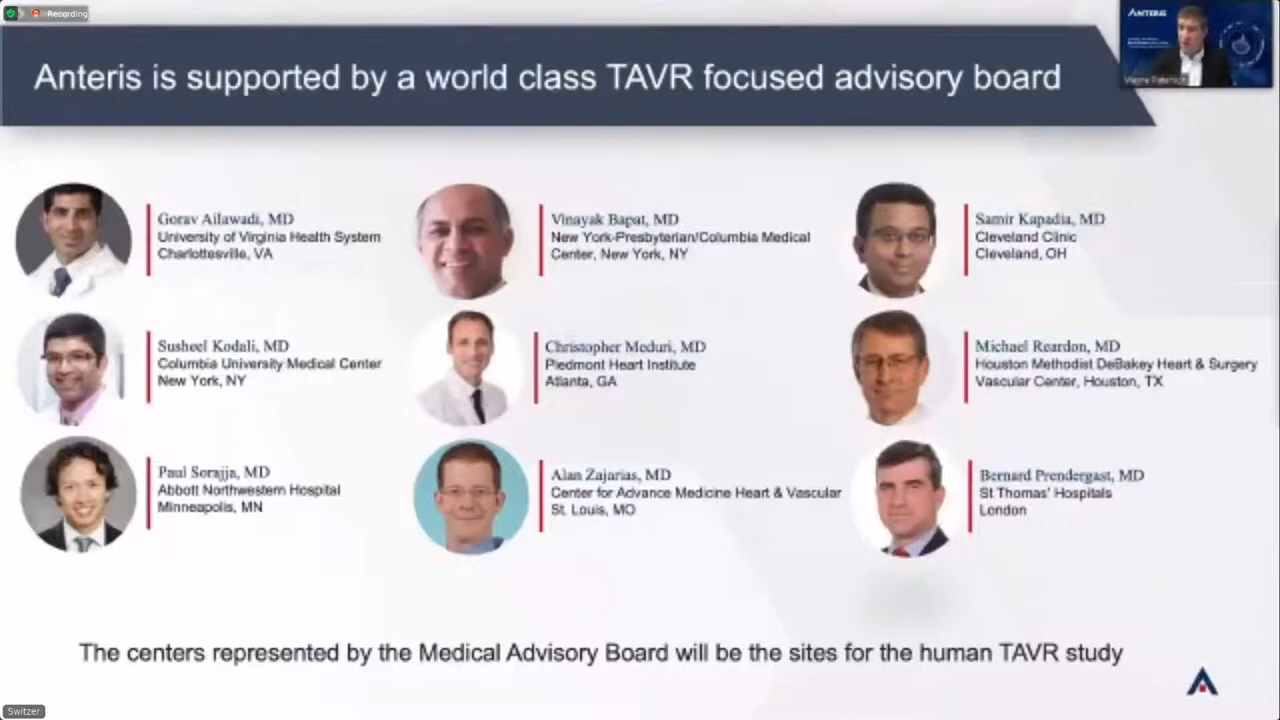 Recording
ANTERIS
Anteris is supported by a world class TAVR focused advisory board
Gorav Ailawadi, MD
University of Virginia Health System
Charlottesville, VA
Vinayak Bapat, MD
New York-Presbyterian/Columbia Medical
Center, New York, NY
Samir Kapadia, MD
Cleveland Clinic
Cleveland, OH
Susheel Kodali, MD
Columbia University Medical Center
New York, NY
Christopher Meduri, MD
Piedmont Heart Institute
Atlanta, GA
Michael Reardon, MD
Houston Methodist DeBakey Heart & Surgery
Vascular Center, Houston, TX
Paul Sorajja, MD
Abbott Northwestern Hospital
Minneapolis, MN
Alan Zajarias, MD
Center for Advance Medicine Heart & Vascular
St. Louis, MO
Bernard Prendergast, MD
St Thomas' Hospitals
London
The centers represented by the Medical Advisory Board will be the sites for the human TAVR study
Switzer